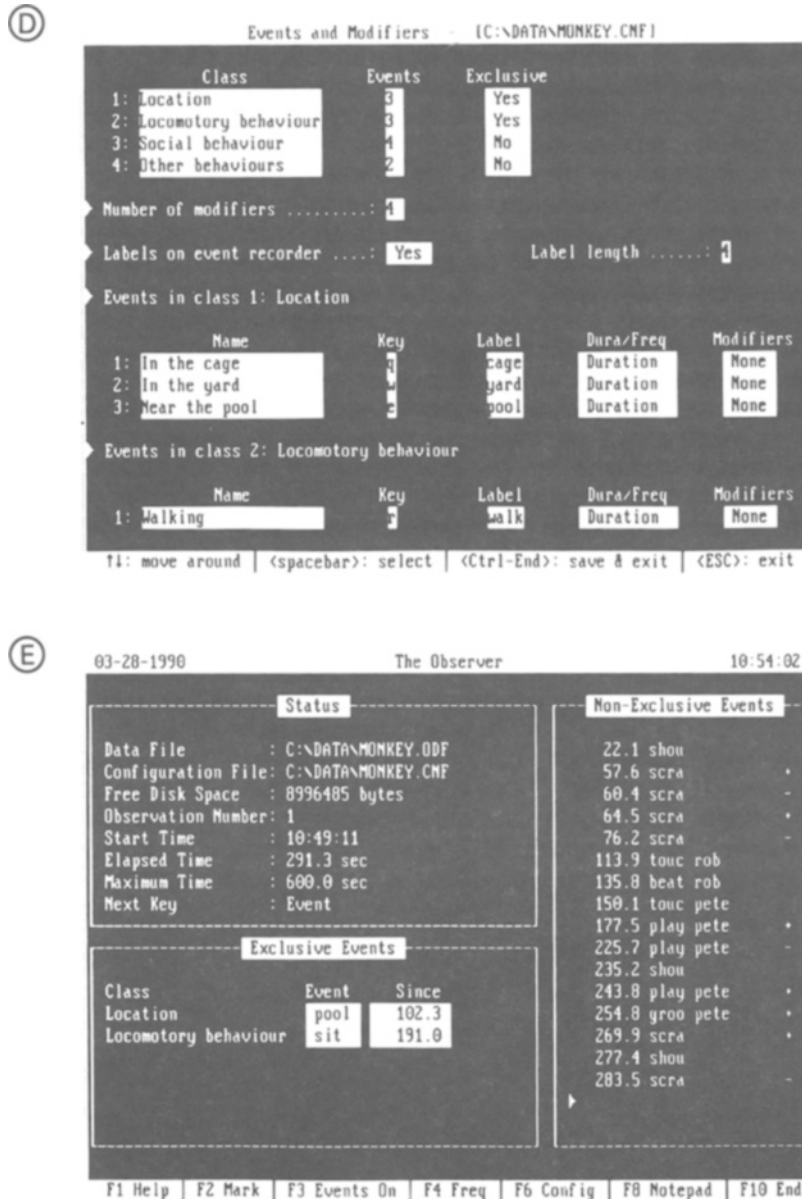 D
Events and Modifiers - [C:\DATA\MONKEY.CNF]
Class Events Exclusive
1: Location 3 Yes
2: Locomotory behaviour 3 Yes
3: Social behaviour 4 No
4: Other behaviours 2 No
Number of modifiers .........: 4
Labels on event recorder ....: Yes Label length ......: 4
Events in class 1: Location
Name Key Label Dura/Freq Modifiers
1: In the cage q cage Duration None
2: In the yard w yard Duration None
3: Near the pool e pool Duration None
Events in class 2: Locomotory behaviour
Name Key Label Dura/Freq Modifiers
1: Walking r walk Duration None
↑↓: move around | <spacebar>: select | <Ctrl-End>: save & exit | <ESC>: exit
E
03-28-1990 The Observer 10:54:02
Status
Data File : C:\DATA\MONKEY.ODF
Configuration File: C:\DATA\MONKEY.CNF
Free Disk Space : 8996485 bytes
Observation Number: 1
Start Time : 10:49:11
Elapsed Time : 291.3 sec
Maximum Time : 600.0 sec
Next Key : Event
Exclusive Events
Class Event Since
Location pool 102.3
Locomotory behaviour sit 191.0
Non-Exclusive Events
22.1 shou
57.6 scra +
60.4 scra -
64.5 scra +
76.2 scra -
113.9 touc rob
135.8 beat rob
150.1 touc pete
177.5 play pete +
225.7 play pete -
235.2 shou
243.8 play pete +
254.8 groo pete +
269.9 scra +
277.4 shou
283.5 scra -
F1 Help | F2 Mark | F3 Events On | F4 Freq | F6 Config | F8 Notepad | F10 End